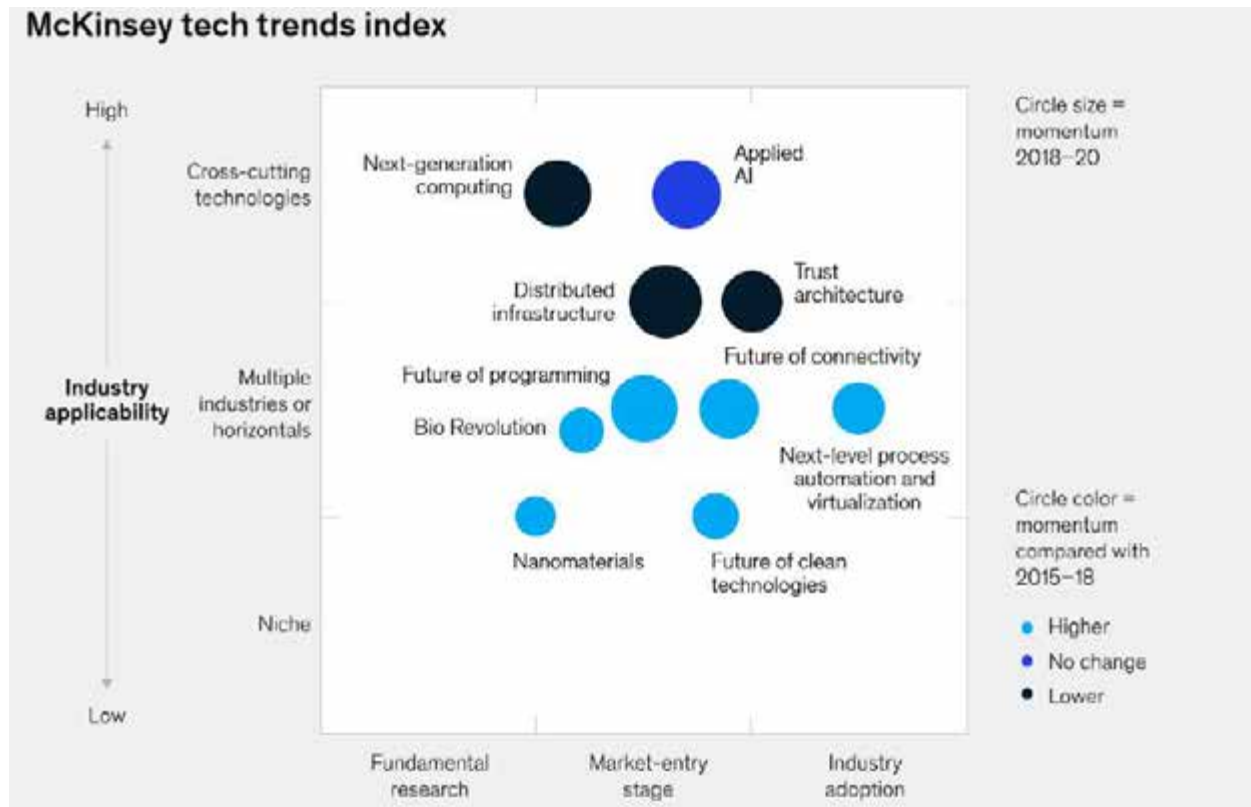 McKinsey tech trends index
High
Cross-cutting
technologies
Next-generation
computing
Applied
AI
Circle size =
momentum
2018–20
Distributed
infrastructure
Trust
architecture
Future of connectivity
Future of programming
Industry
applicability
Multiple
industries or
horizontals
Bio Revolution
Next-level process
automation and
virtualization
Nanomaterials
Future of clean
technologies
Circle color =
momentum
compared with
2015–18
Higher
No change
Lower
Niche
Low
Fundamental
research
Market-entry
stage
Industry
adoption